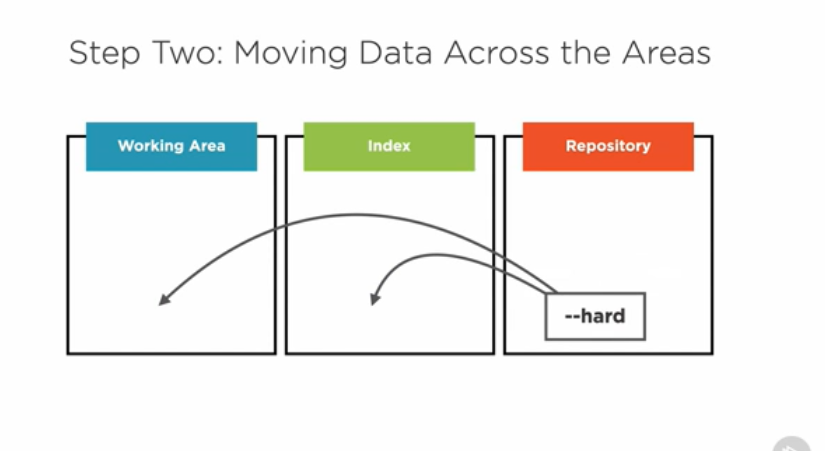 Step Two: Moving Data Across the Areas
Working Area
Index
Repository
--hard